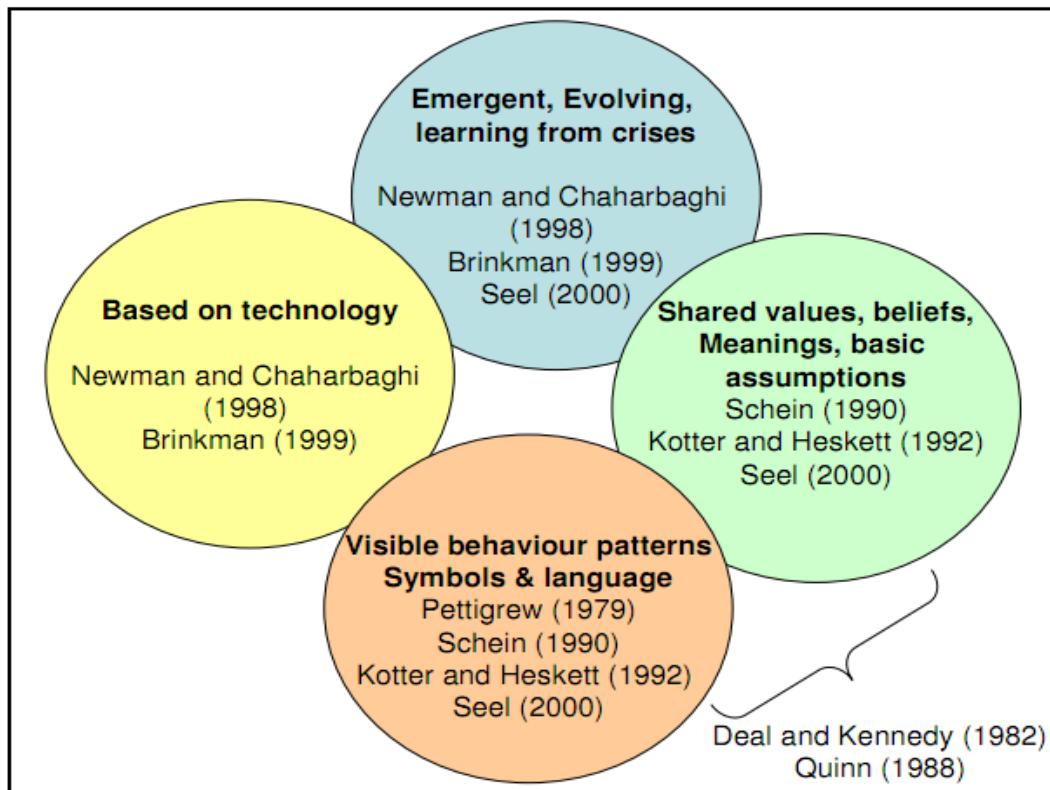 Emergent, Evolving,
learning from crises
Newman and Chaharbaghi
(1998)
Brinkman (1999)
Seel (2000)
Based on technology
Newman and Chaharbaghi
(1998)
Brinkman (1999)
Shared values, beliefs,
Meanings, basic
assumptions
Schein (1990)
Kotter and Heskett (1992)
Seel (2000)
Visible behaviour patterns
Symbols & language
Pettigrew (1979)
Schein (1990)
Kotter and Heskett (1992)
Seel (2000)
Deal and Kennedy (1982)
Quinn (1988)